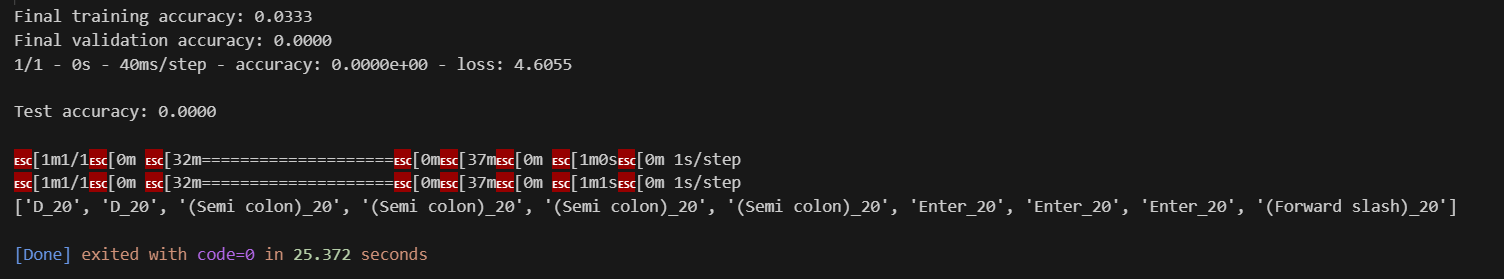 Final training accuracy: 0.0333
Final validation accuracy: 0.0000
1/1 - 0s - 40ms/step - accuracy: 0.0000e+00 - loss: 4.6055
Test accuracy: 0.0000
ESC[1m1/1ESC[0m ESC[32m====================ESC[0mESC[37mESC[0m ESC[1m0sESC[0m 1s/step
ESC[1m1/1ESC[0m ESC[32m====================ESC[0mESC[37mESC[0m ESC[1m1sESC[0m 1s/step
['D_20', 'D_20', '(Semi colon)_20', '(Semi colon)_20', '(Semi colon)_20', '(Semi colon)_20', 'Enter_20', 'Enter_20', 'Enter_20', '(Forward slash)_20']
[Done] exited with code=0 in 25.372 seconds